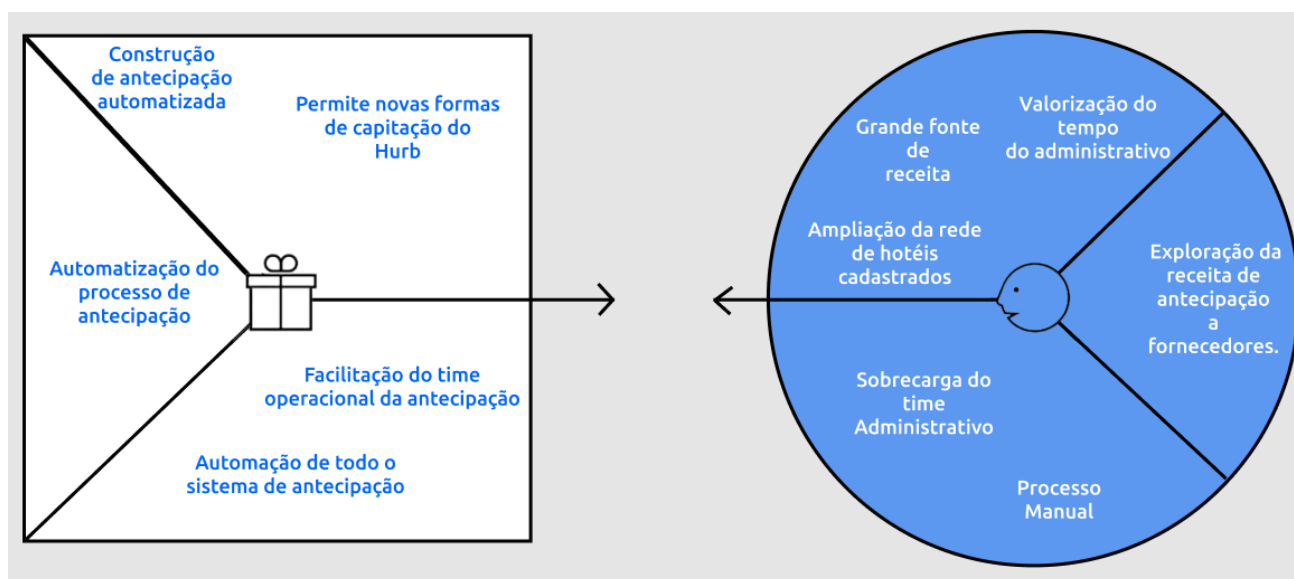 Construção
de antecipação
automatizada
Permite novas formas
de capitação do
Hurb
Automatização do
processo de
antecipação
Facilitação do time
operacional da antecipação
Automação de todo o
sistema de antecipação
Grande fonte
de
receita
Valorização do
tempo
do administrativo
Ampliação da rede
de hotéis
cadastrados
Exploração da
receita de
antecipação
a
fornecedores.
Sobrecarga do
time
Administrativo
Processo
Manual